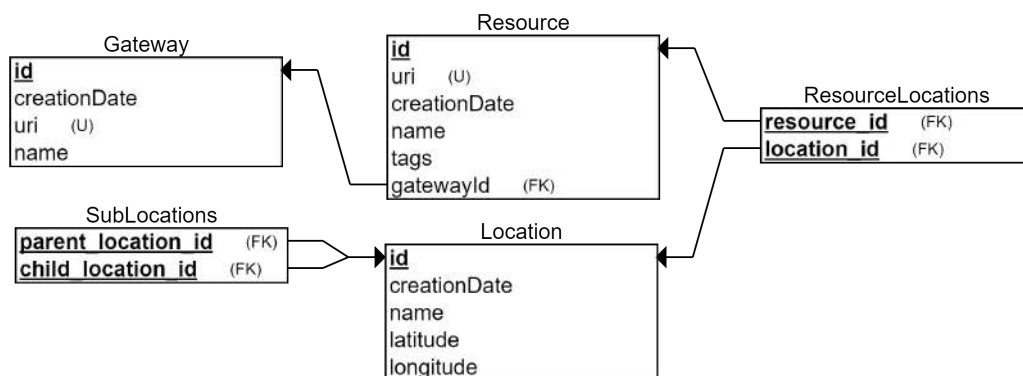 Gateway
id
creationDate
uri (U)
name
Resource
id
uri (U)
creationDate
name
tags
gatewayId (FK)
ResourceLocations
resource_id (FK)
location_id (FK)
SubLocations
parent_location_id (FK)
child_location_id (FK)
Location
id
creationDate
name
latitude
longitude